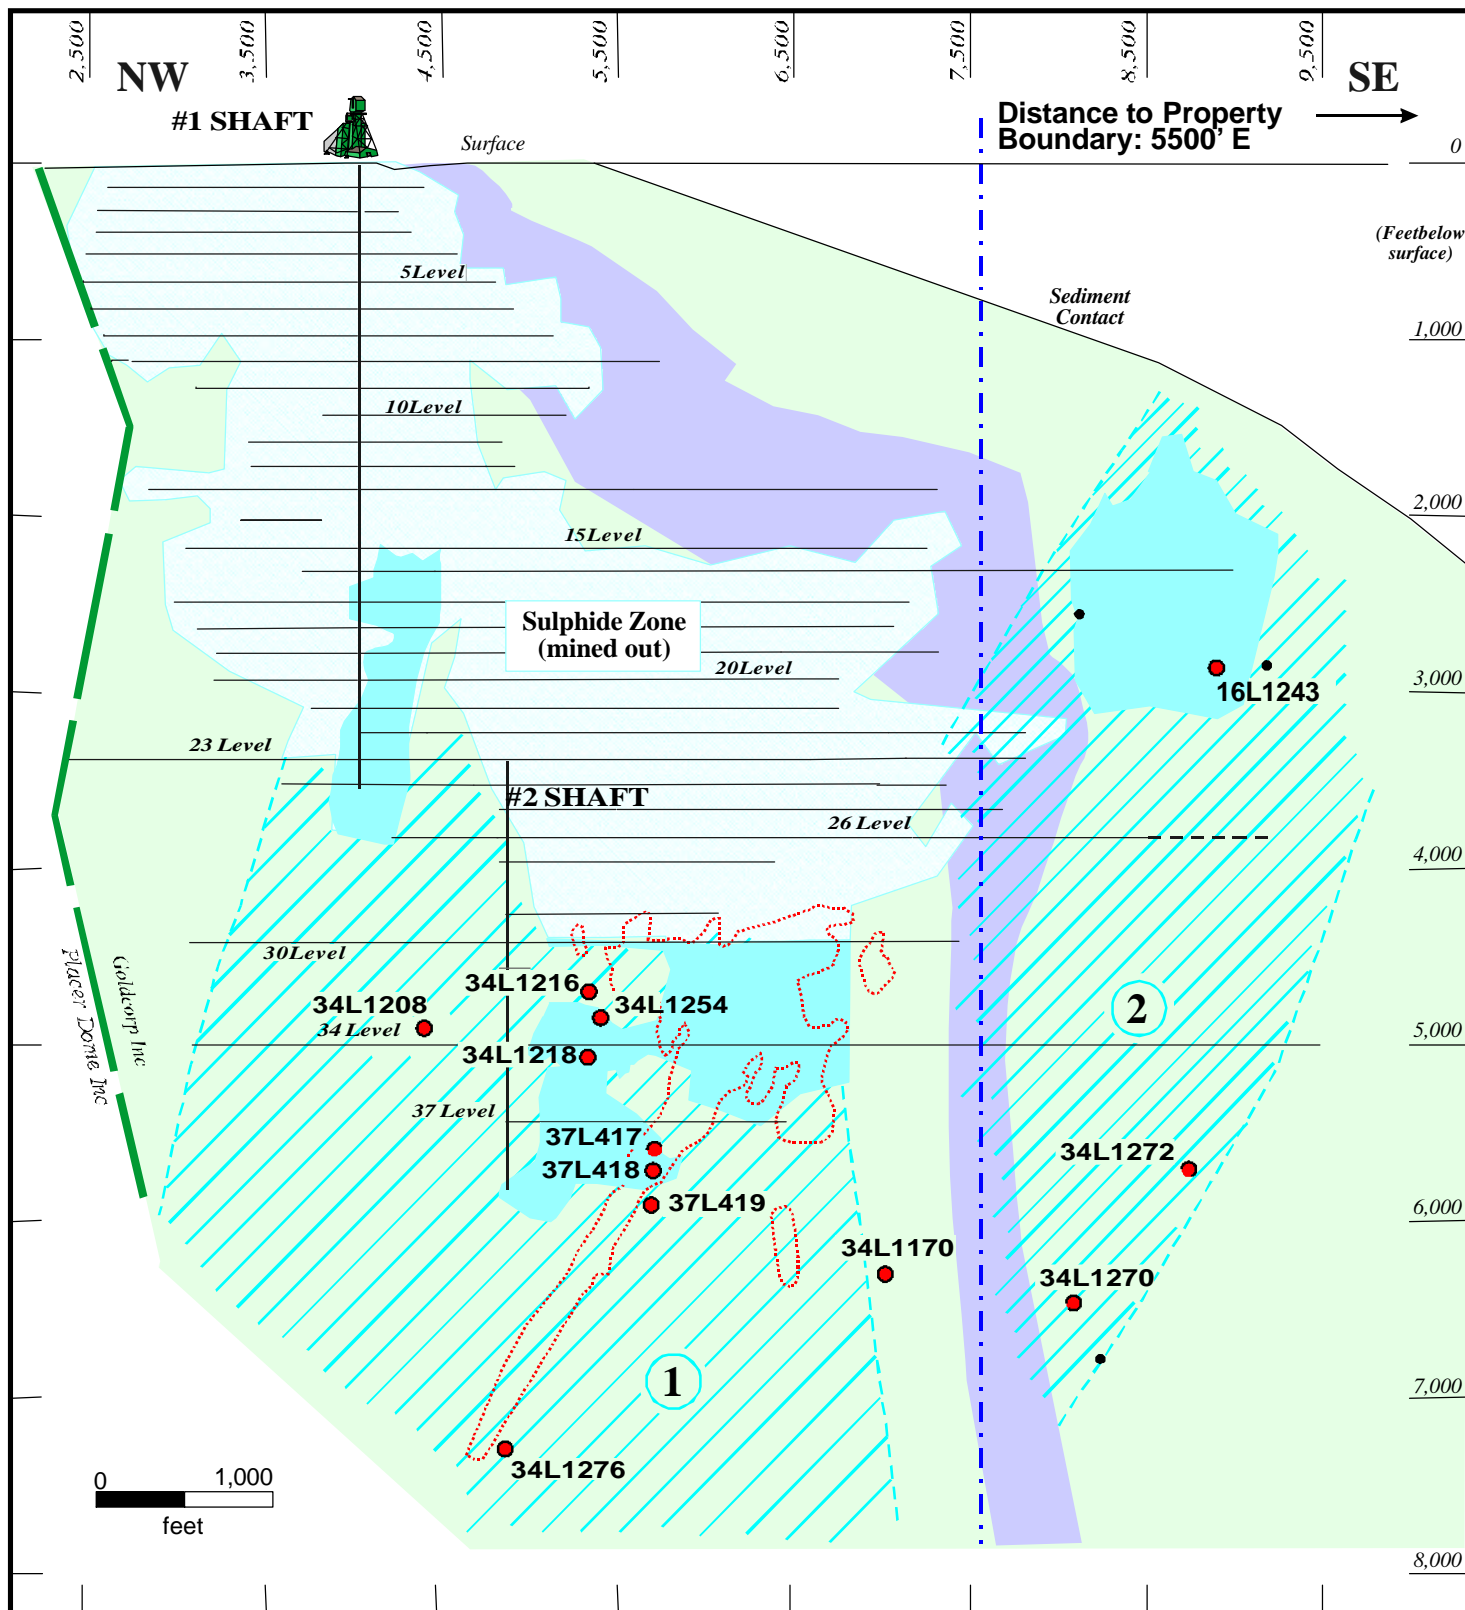 2,500
3,500
4,500
5,500
6,500
7,500
8,500
9,500
NW
SE
#1 SHAFT
Surface
Distance to Property
Boundary: 5500' E
0
(Feetbelow
surface)
5Level
Sediment
Contact
1,000
10Level
2,000
15Level
Sulphide Zone
(mined out)
20Level
3,000
16L1243
23 Level
#2 SHAFT
26 Level
4,000
30Level
Goldcorp Inc
Placer Dome Inc
34L1216
34L1208
34L1254
34 Level
2
5,000
34L1218
37 Level
37L417
34L1272
37L418
37L419
6,000
34L1170
34L1270
1
7,000
34L1276
0
1,000
feet
8,000